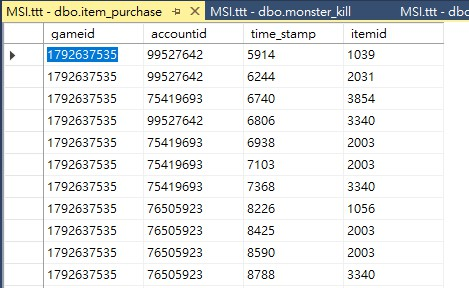 MSI.ttt - dbo.item_purchase MSI.ttt - dbo.monster_kill MSI.ttt - dbo
gameid accountid time_stamp itemid
1792637535 99527642 5914 1039
1792637535 99527642 6244 2031
1792637535 75419693 6740 3854
1792637535 99527642 6806 3340
1792637535 75419693 6938 2003
1792637535 75419693 7103 2003
1792637535 75419693 7368 3340
1792637535 76505923 8226 1056
1792637535 76505923 8425 2003
1792637535 76505923 8590 2003
1792637535 76505923 8788 3340